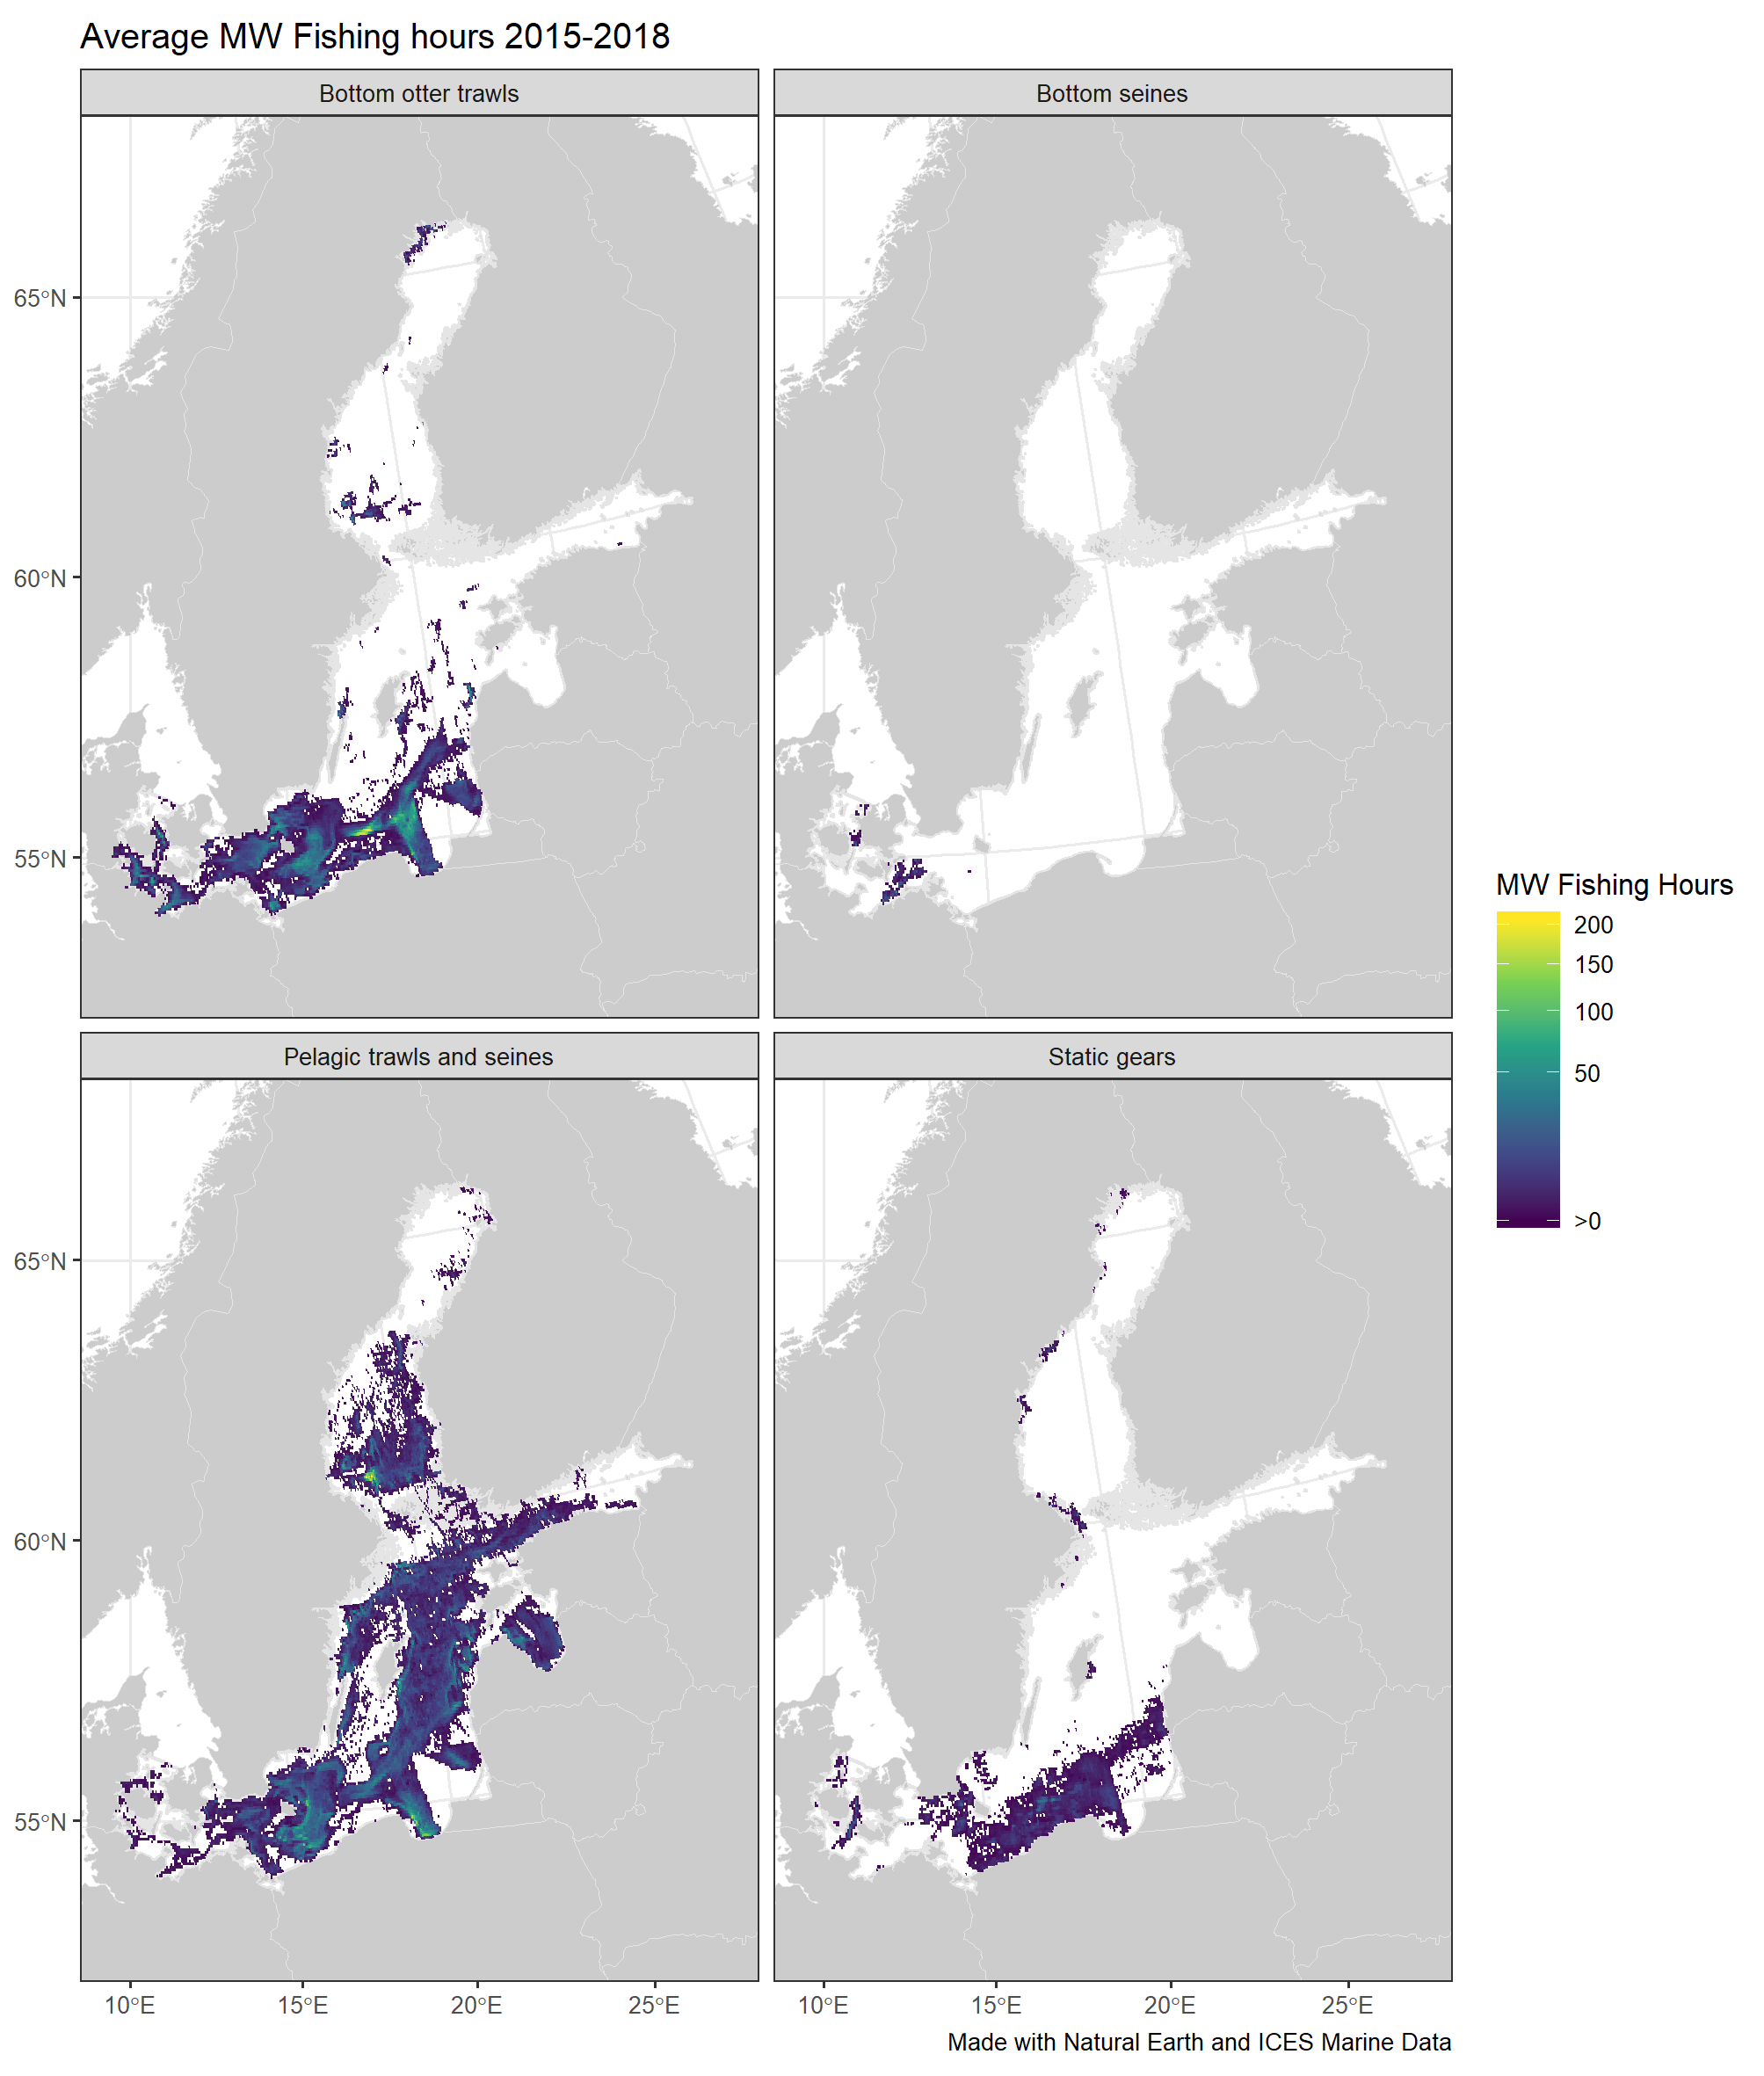 Average MW Fishing hours 2015-2018
Bottom otter trawls
Bottom seines
65°N
60°N
55°N
MW Fishing Hours
200
150
100
50
>0
Pelagic trawls and seines
Static gears
65°N
60°N
55°N
10°E 15°E 20°E 25°E
10°E 15°E 20°E 25°E
Made with Natural Earth and ICES Marine Data